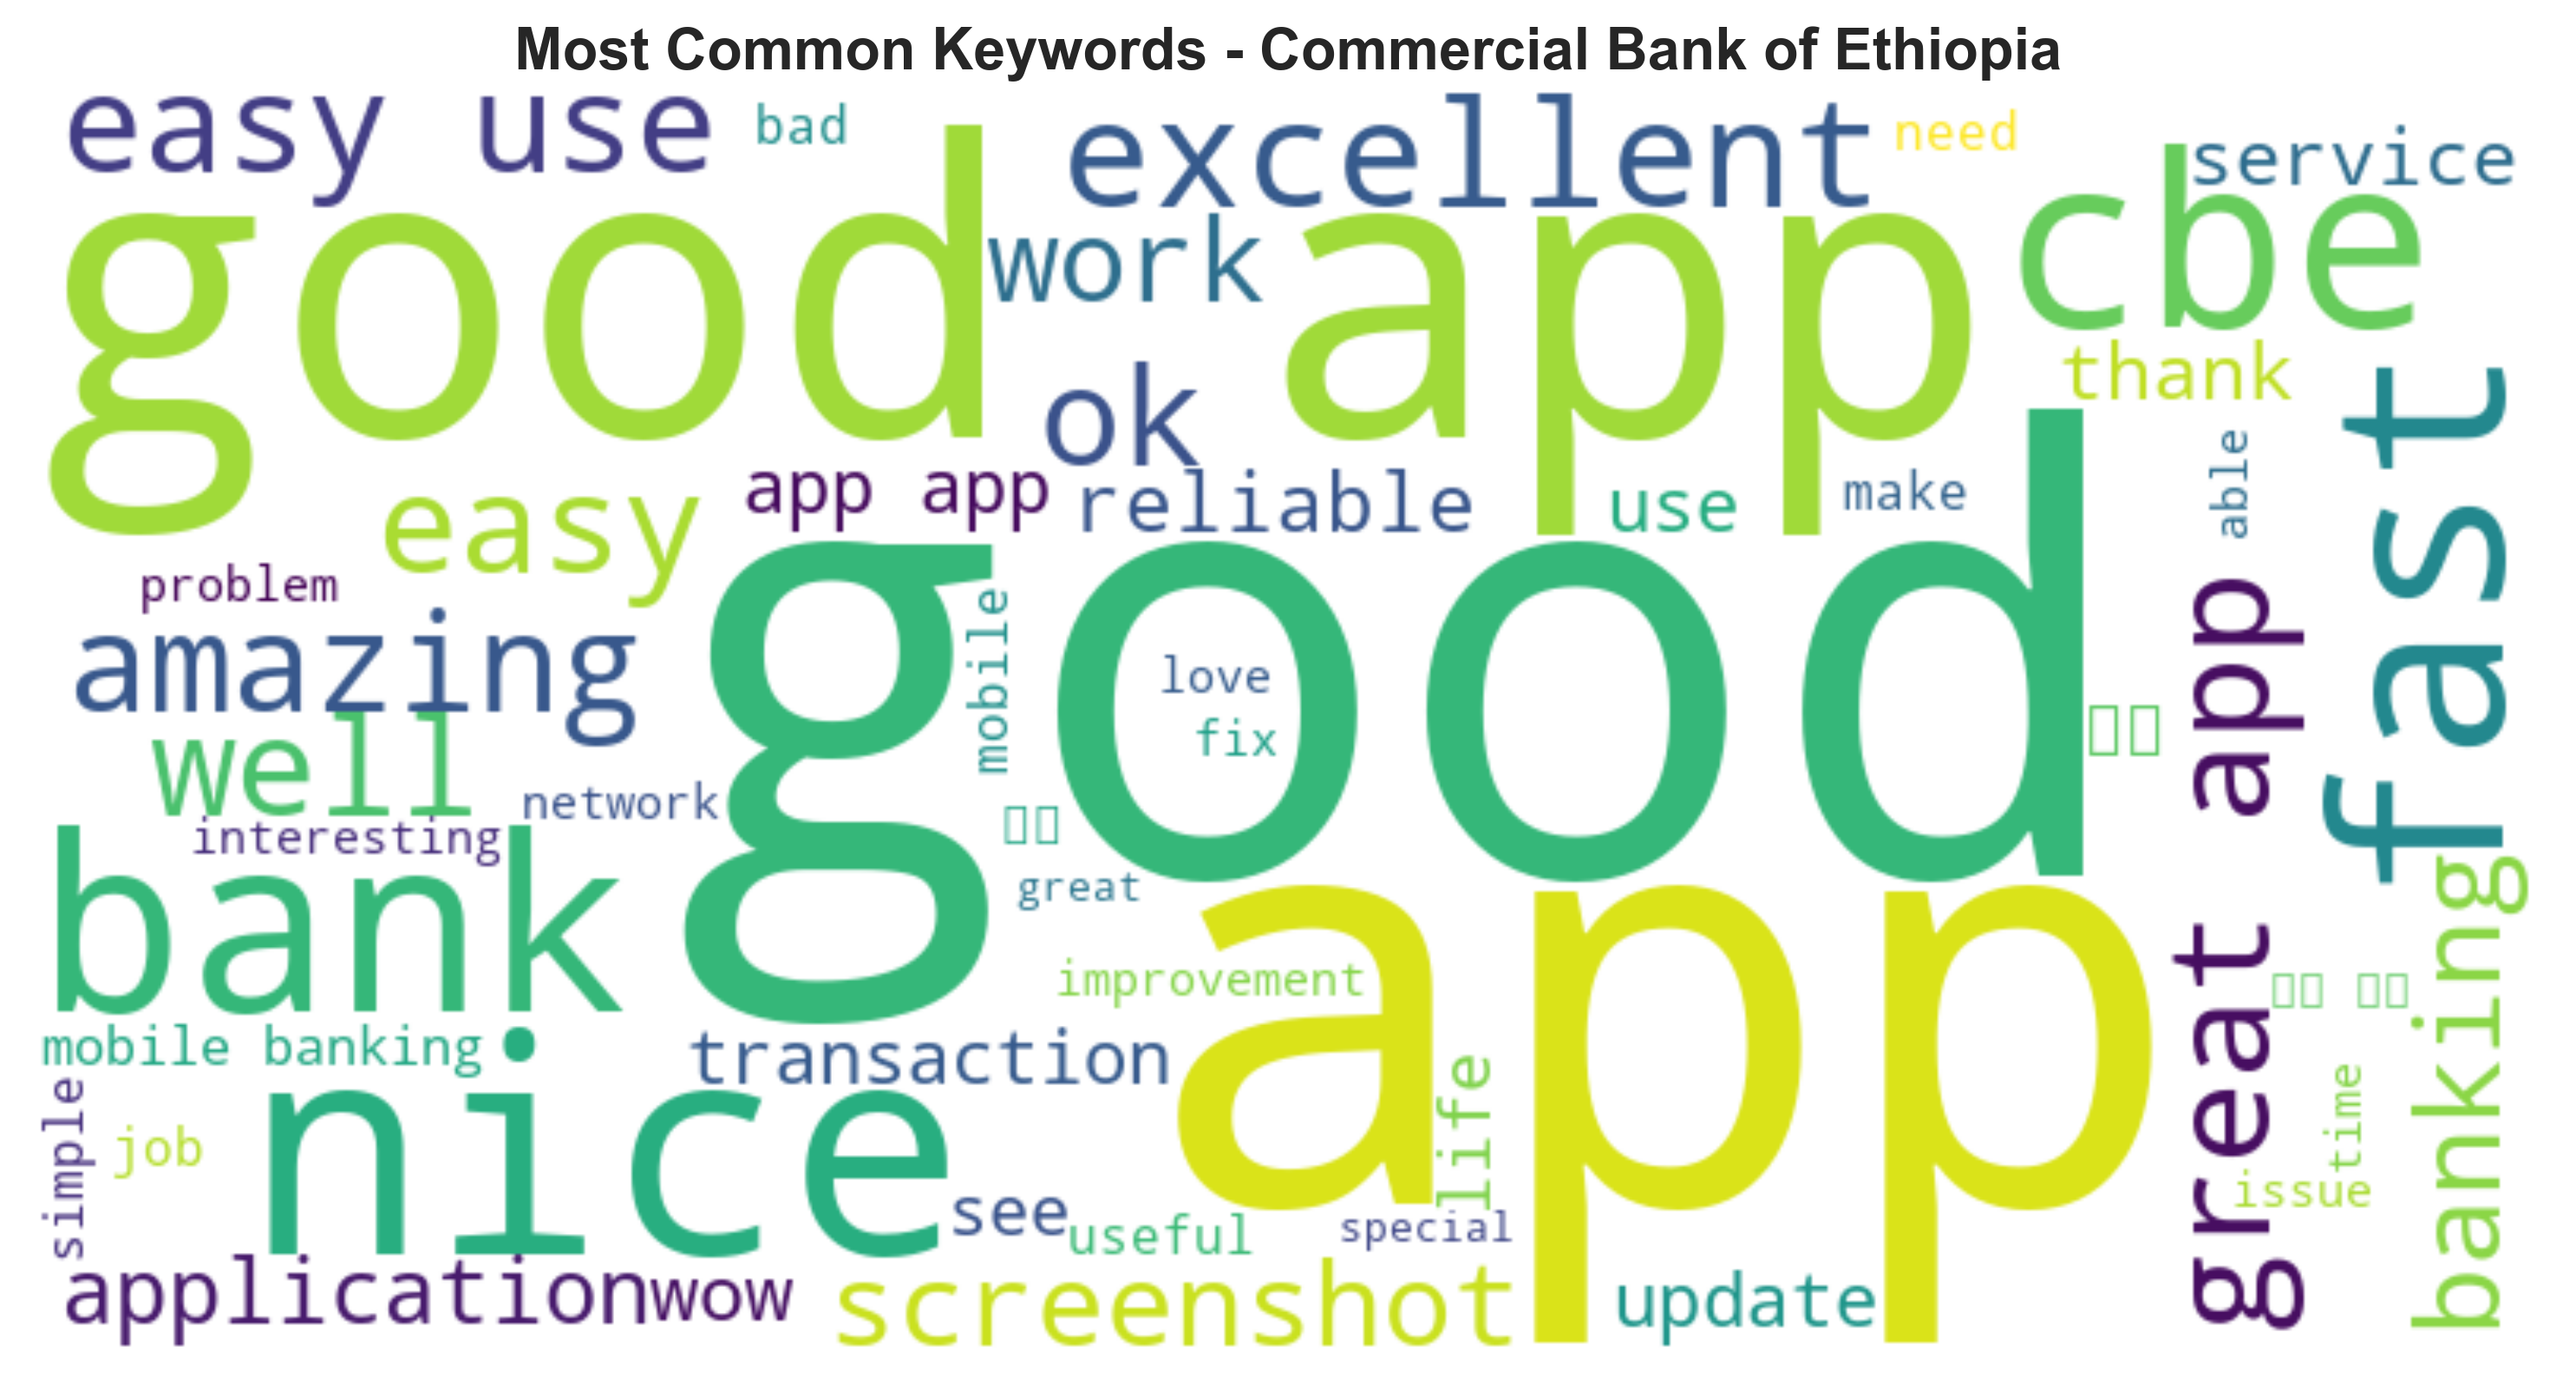 Most Common Keywords - Commercial Bank of Ethiopia
easy use
bad
excellent
need
service
good app
work
cbe
thank
ok
fast
able
app app
reliable
use
make
easy
problem
good
mobile
love
fix
amazing
well
network
interesting
great app
bank
great
banking
improvement
mobile banking
transaction
app
life
simple
job
nice
time
issue
see
useful
special
application
wow
screenshot
update